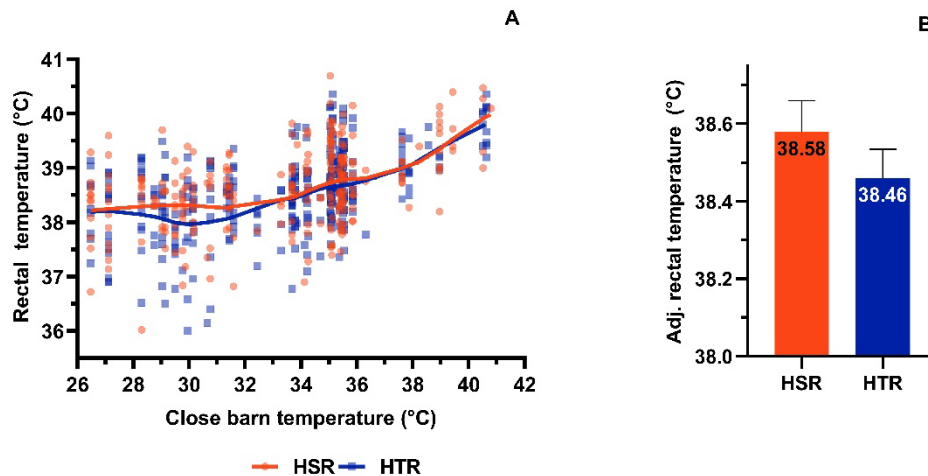 A
Rectal temperature (°C)
41
40
39
38
37
36
26 28 30 32 34 36 38 40 42
Close barn temperature (°C)
HSR HTR
B
Adj. rectal temperature (°C)
38.6
38.4
38.2
38.0
38.58
38.46
HSR HTR